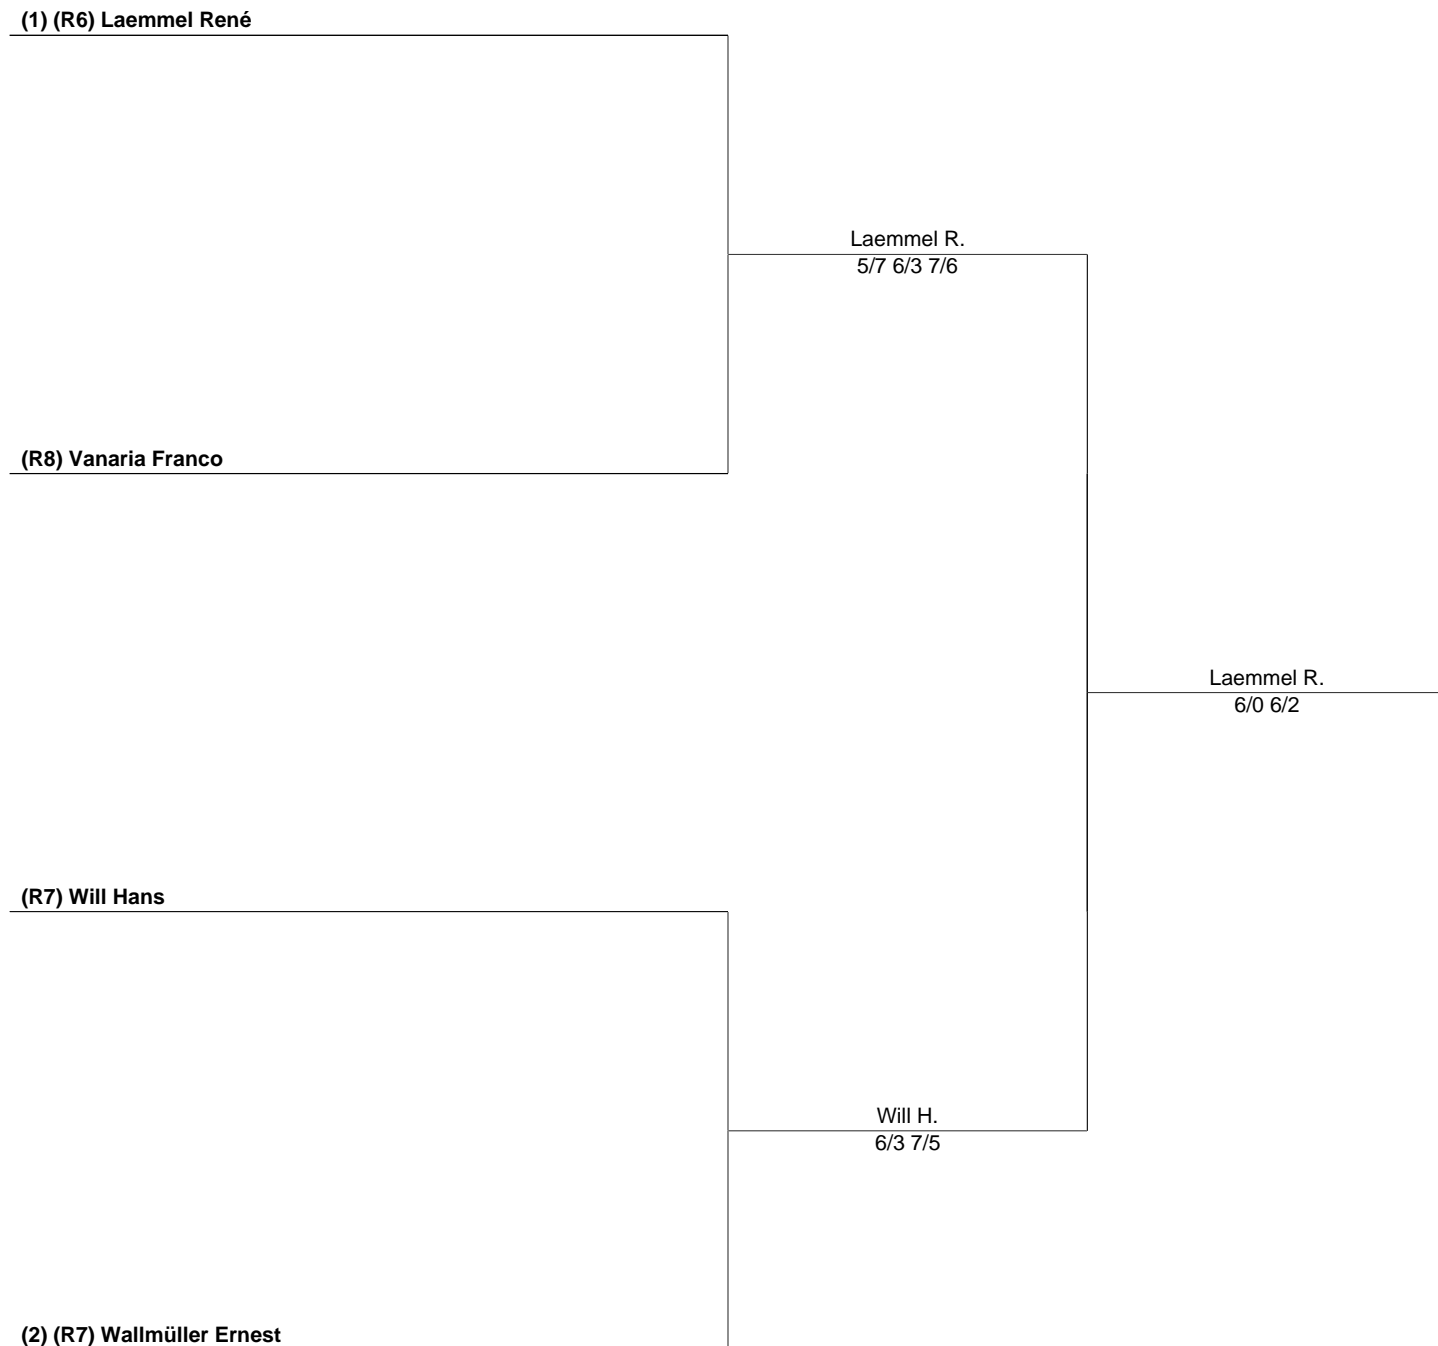 (1) (R6) Laemmel René
Laemmel R.
5/7 6/3 7/6
(R8) Vanaria Franco
Laemmel R.
6/0 6/2
(R7) Will Hans
Will H.
6/3 7/5
(2) (R7) Wallmüller Ernest